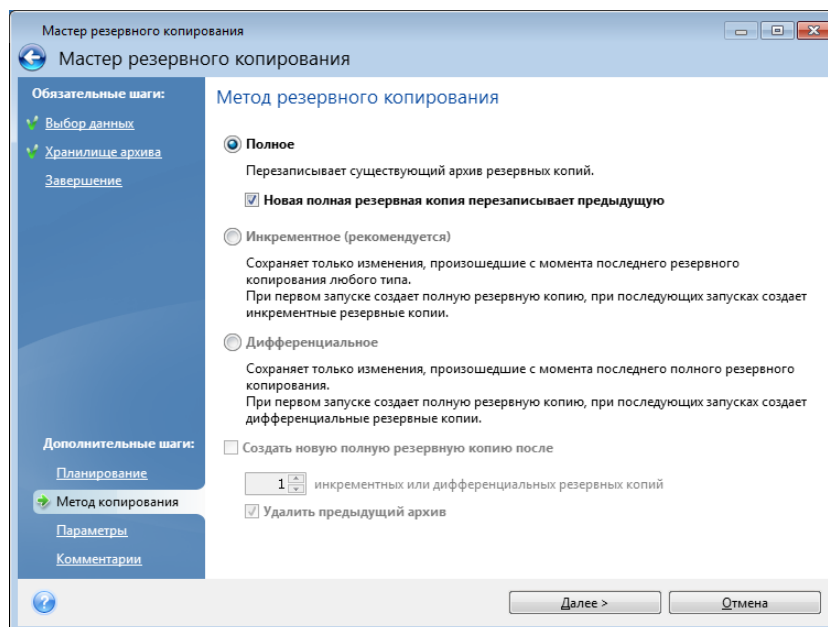 Мастер резервного копирования
Мастер резервного копирования
Обязательные шаги:
Выбор данных
Хранилище архива
Завершение
Дополнительные шаги:
Планирование
Метод копирования
Параметры
Комментарии
Метод резервного копирования
Полное
Перезаписывает существующий архив резервных копий.
Новая полная резервная копия перезаписывает предыдущую
Инкрементное (рекомендуется)
Сохраняет только изменения, произошедшие с момента последнего резервного
копирования любого типа.
При первом запуске создает полную резервную копию, при последующих запусках создает
инкрементные резервные копии.
Дифференциальное
Сохраняет только изменения, произошедшие с момента последнего полного резервного
копирования.
При первом запуске создает полную резервную копию, при последующих запусках создает
дифференциальные резервные копии.
Создать новую полную резервную копию после
1 инкрементных или дифференциальных резервных копий
Удалить предыдущий архив
?
Далее >
Отмена